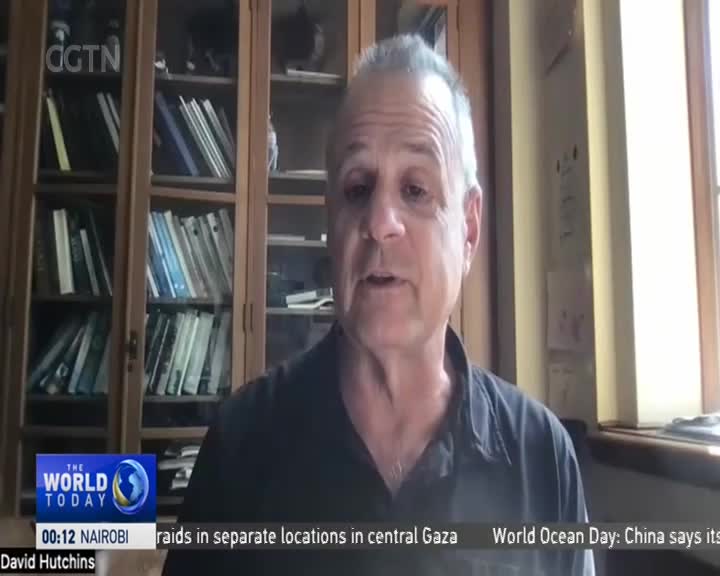 CGTN
THE
WORLD
TODAY
00:12 NAIROBI
raids in separate locations in central Gaza World Ocean Day: China says its
David Hutchins